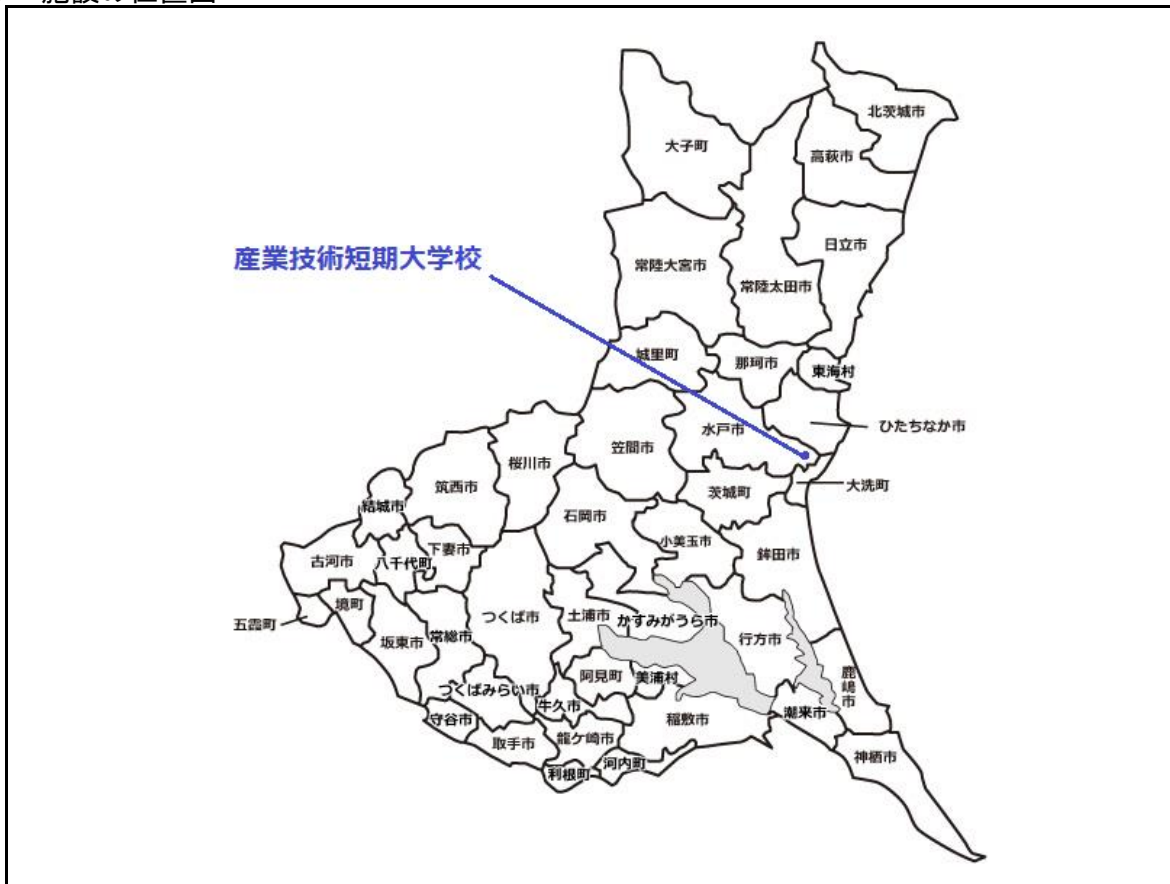 施設の位置図
北茨城市
大子町
高萩市
日立市
産業技術短期大学校
常陸大宮市
常陸太田市
城里町
那珂市
東海村
ひたちなか市
水戸市
笠間市
桜川市
大洗町
筑西市
茨城町
結城市
石岡市
小美玉市
下妻市
鉾田市
古河市
八千代町
境町
つくば市
土浦市
かすみがうら市
五霞町
常総市
坂東市
行方市
阿見町
美浦村
鹿嶋市
つくばみらい市
牛久市
潮来市
守谷市
稲敷市
取手市
龍ケ崎市
神栖市
河内町
利根町